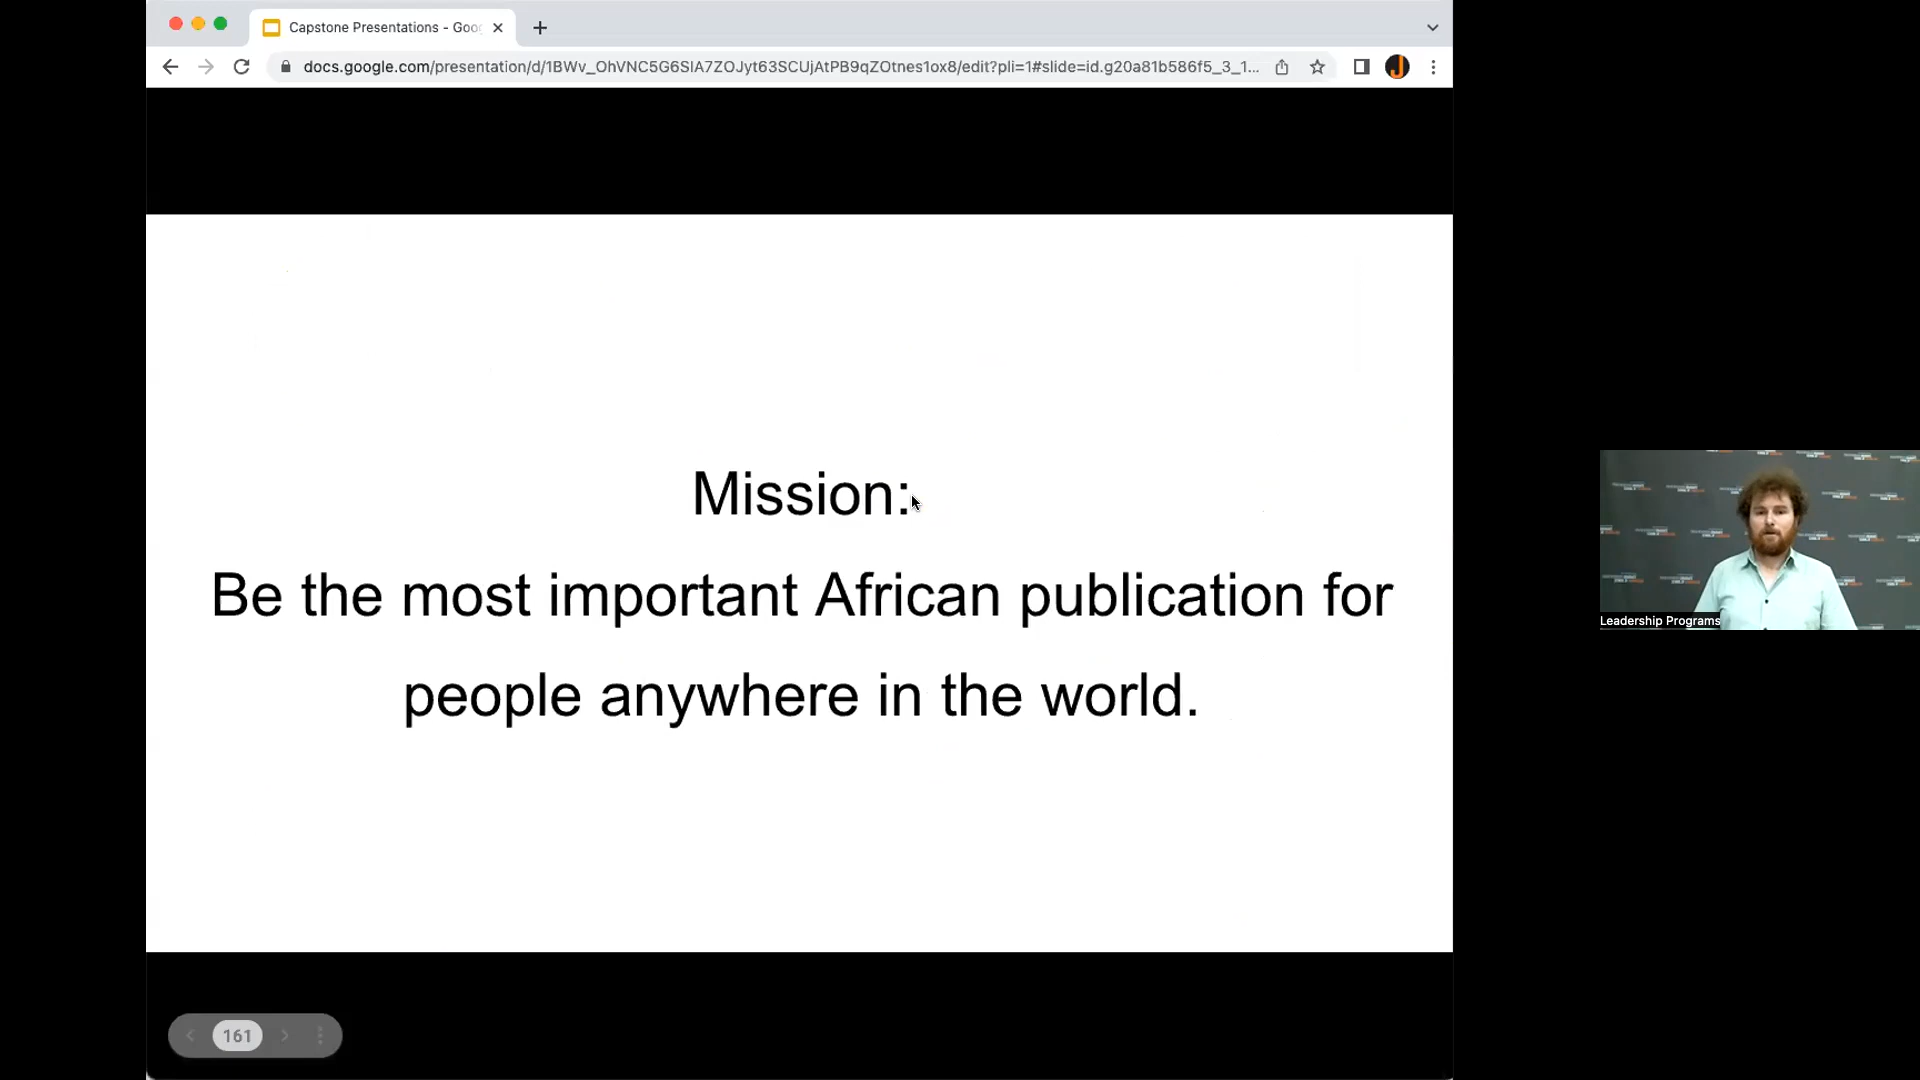 Capstone Presentations - Goo
docs.google.com/presentation/d/1BWv_OhVNC5G6SIA7ZOJyt63SCUjAtPB9qZOtnes1ox8/edit?pli=1#slide=id.g20a81b586f5_3_1...
Mission:
Be the most important African publication for
people anywhere in the world.
Leadership Programs
161